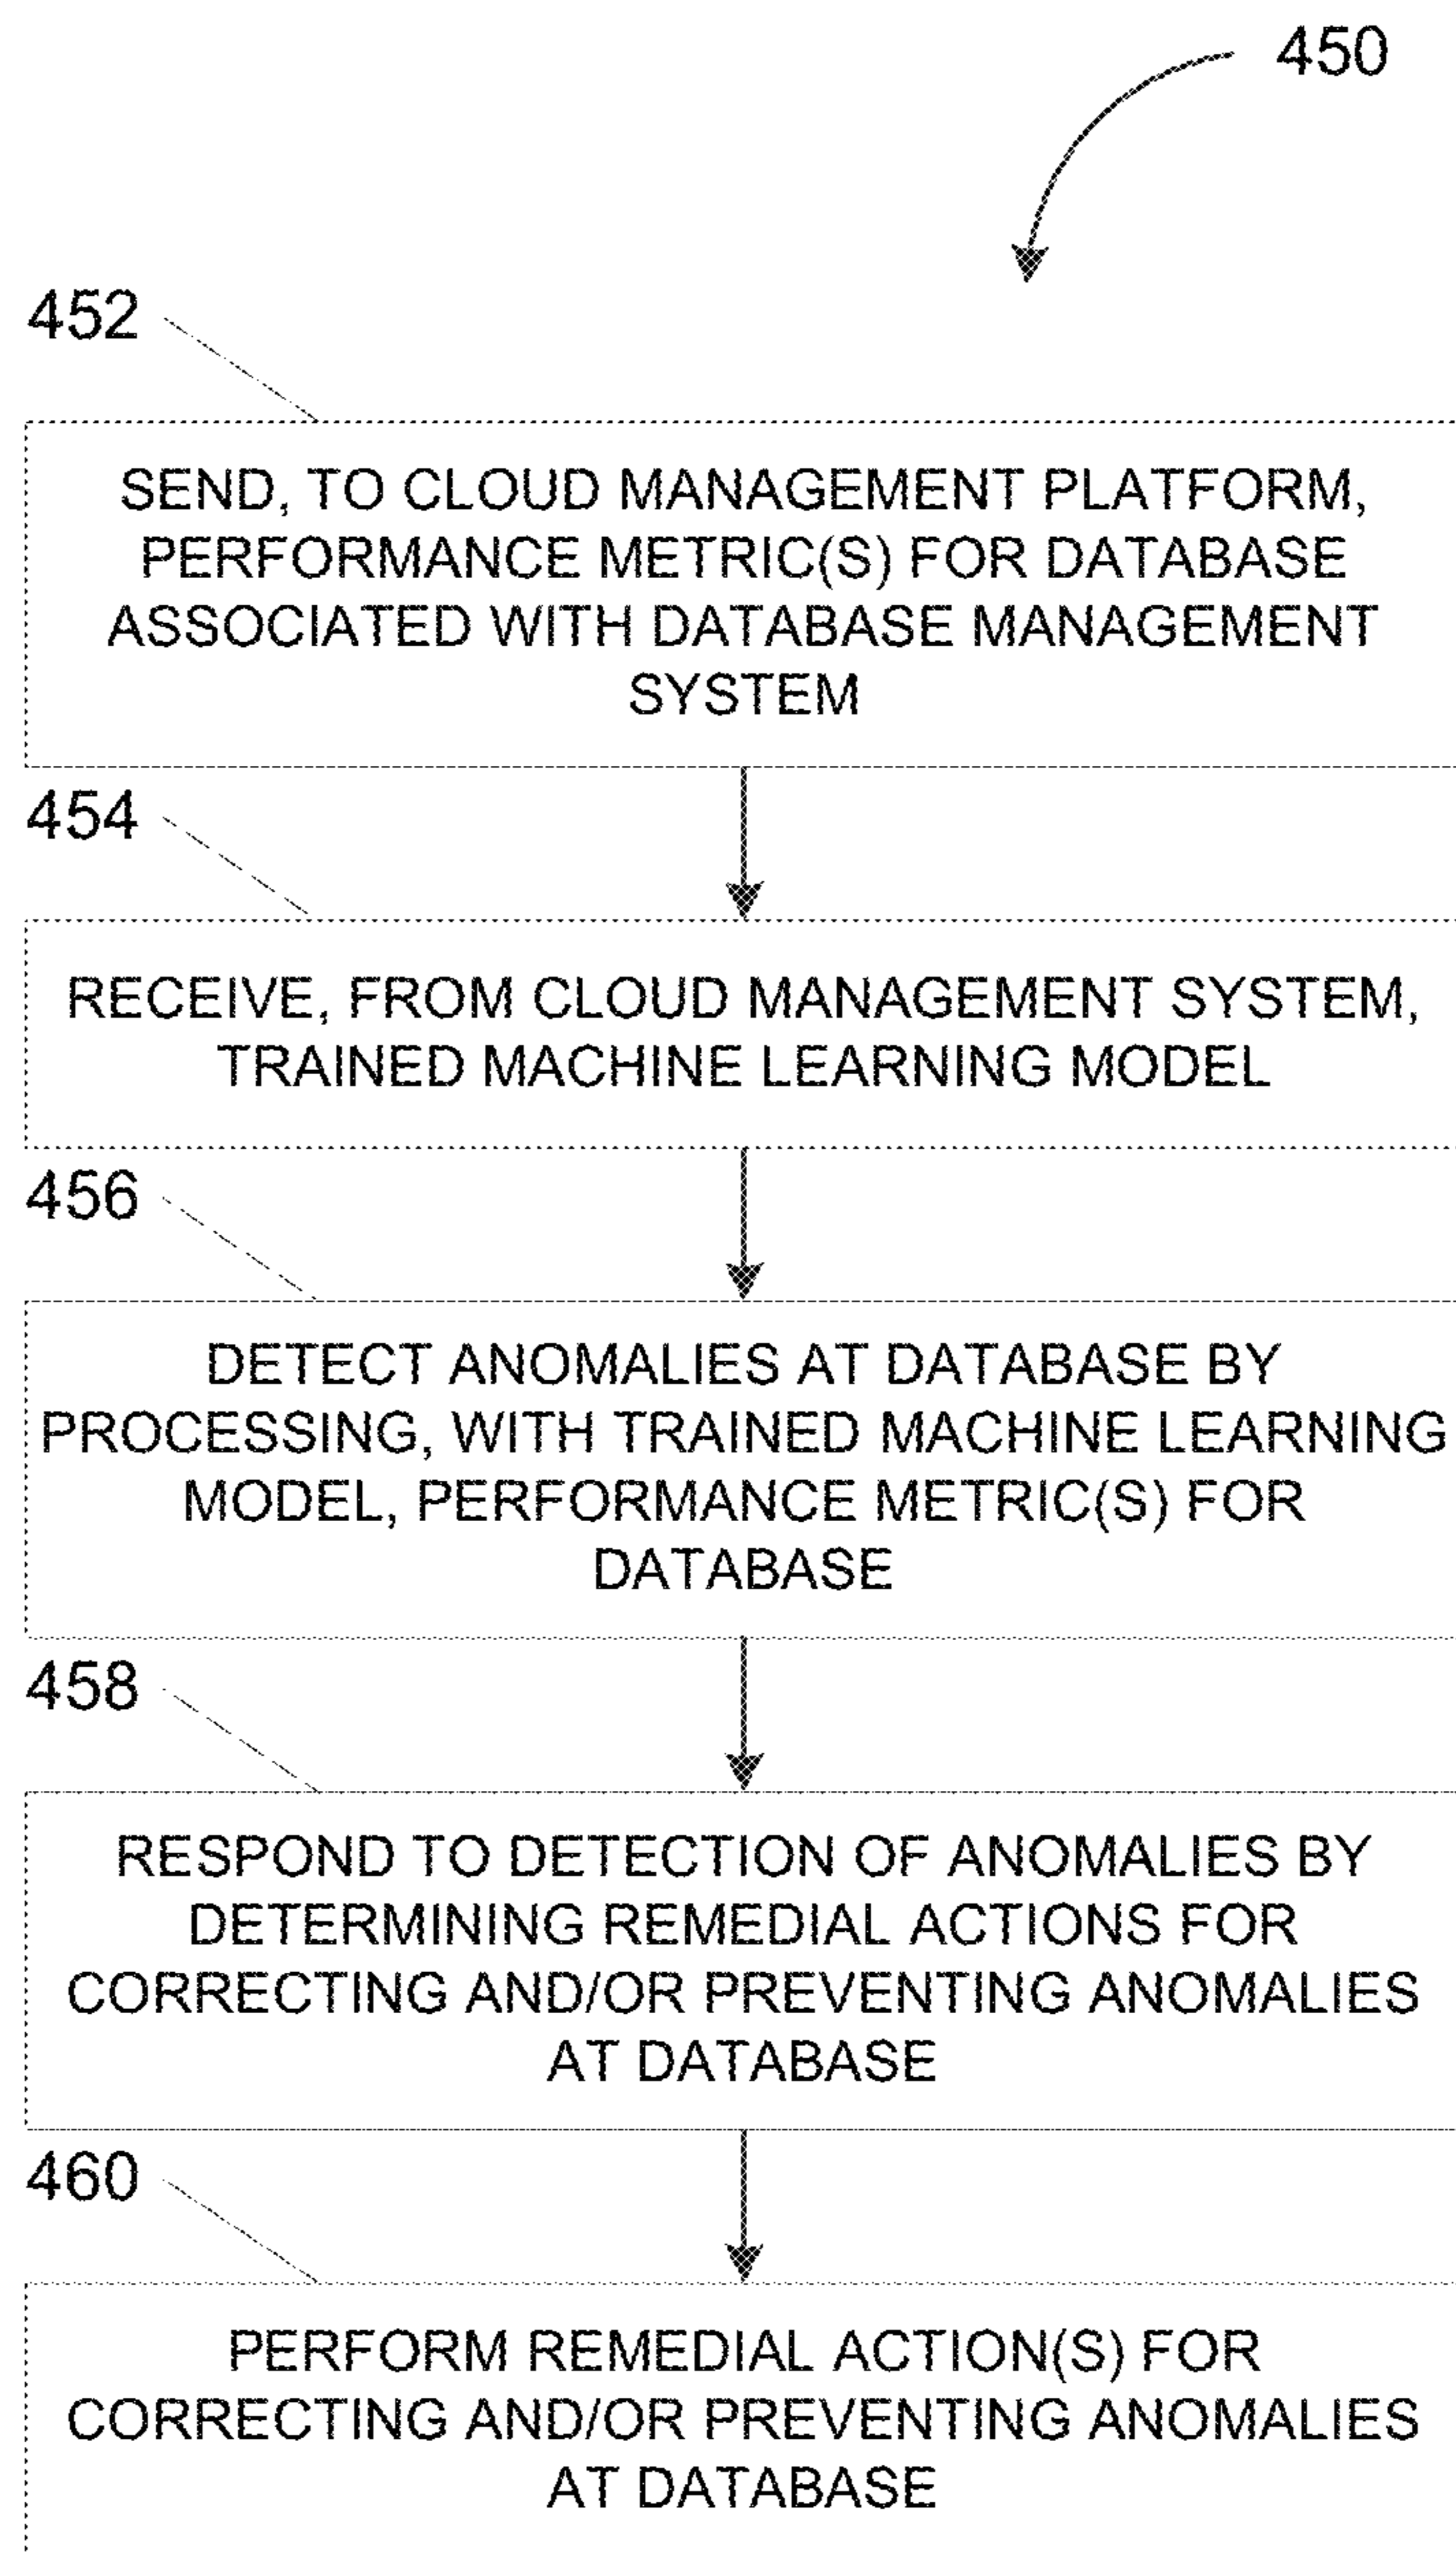 450
452
SEND, TO CLOUD MANAGEMENT PLATFORM,
PERFORMANCE METRIC(S) FOR DATABASE
ASSOCIATED WITH DATABASE MANAGEMENT
SYSTEM
454
RECEIVE, FROM CLOUD MANAGEMENT SYSTEM,
TRAINED MACHINE LEARNING MODEL
456
DETECT ANOMALIES AT DATABASE BY
PROCESSING, WITH TRAINED MACHINE LEARNING
MODEL, PERFORMANCE METRIC(S) FOR
DATABASE
458
RESPOND TO DETECTION OF ANOMALIES BY
DETERMINING REMEDIAL ACTIONS FOR
CORRECTING AND/OR PREVENTING ANOMALIES
AT DATABASE
460
PERFORM REMEDIAL ACTION(S) FOR
CORRECTING AND/OR PREVENTING ANOMALIES
AT DATABASE